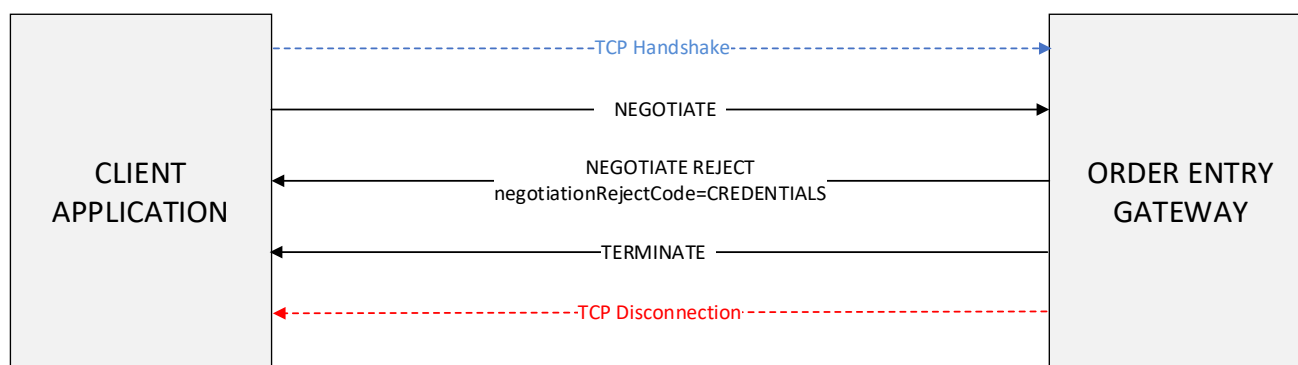 TCP Handshake
NEGOTIATE
CLIENT
APPLICATION
NEGOTIATE REJECT
negotiationRejectCode=CREDENTIALS
ORDER ENTRY
GATEWAY
TERMINATE
TCP Disconnection